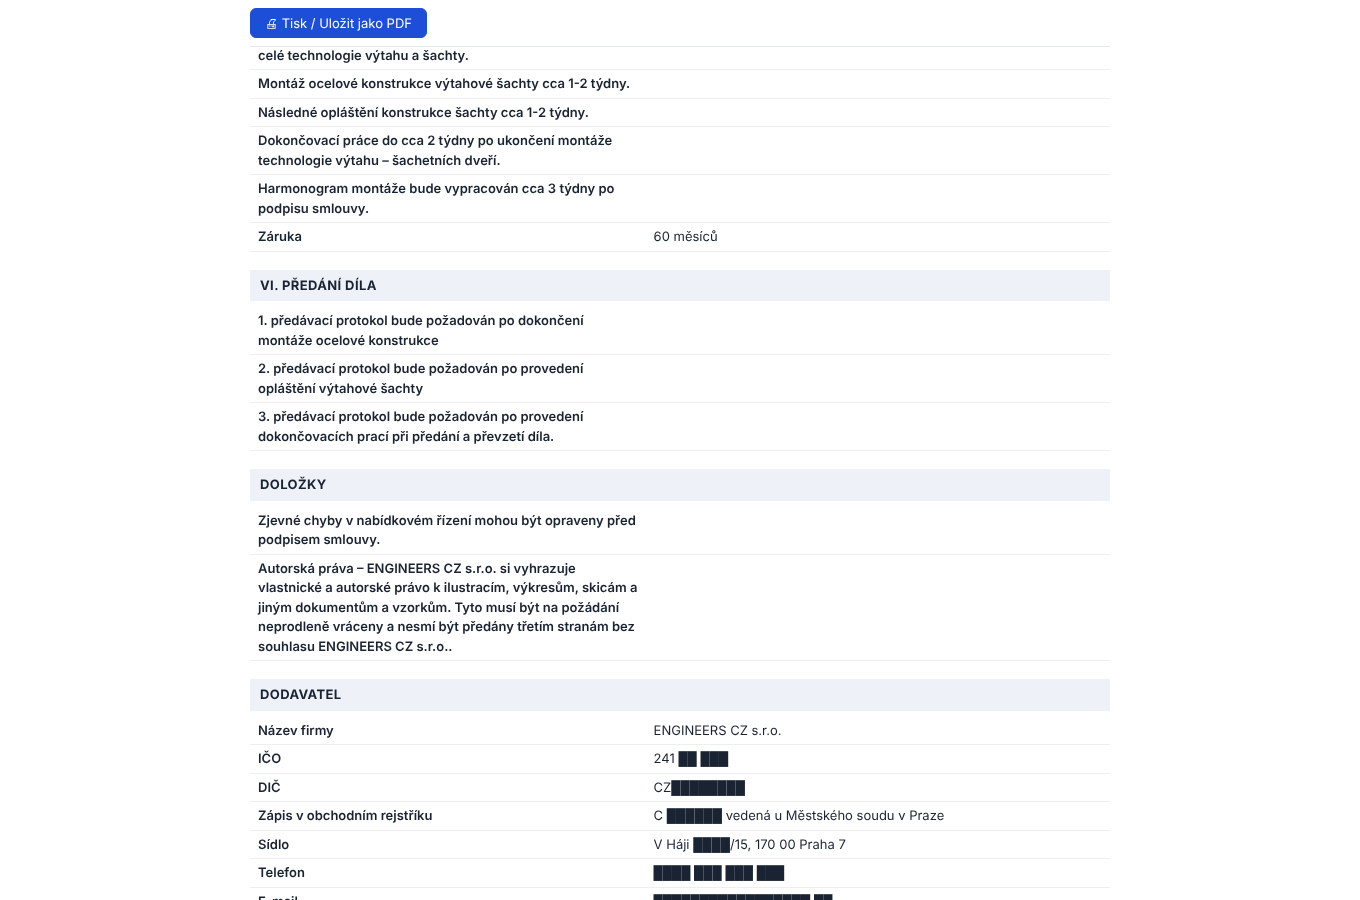 Tisk / Uložit jako PDF
celé technologie výtahu a šachty.
Montáž ocelové konstrukce výtahové šachty cca 1-2 týdny.
Následné opláštění konstrukce šachty cca 1-2 týdny.
Dokončovací práce do cca 2 týdny po ukončení montáže
technologie výtahu – šachetních dveří.
Harmonogram montáže bude vypracován cca 3 týdny po
podpisu smlouvy.
Záruka 60 měsíců
VI. PŘEDÁNÍ DÍLA
1. předávací protokol bude požadován po dokončení
montáže ocelové konstrukce
2. předávací protokol bude požadován po provedení
opláštění výtahové šachty
3. předávací protokol bude požadován po provedení
dokončovacích prací při předání a převzetí díla.
DOLOŽKY
Zjevné chyby v nabídkovém řízení mohou být opraveny před
podpisem smlouvy.
Autorská práva – ENGINEERS CZ s.r.o. si vyhrazuje
vlastnické a autorské právo k ilustracím, výkresům, skicám a
jiným dokumentům a vzorkům. Tyto musí být na požádání
neprodleně vráceny a nesmí být předány třetím stranám bez
souhlasu ENGINEERS CZ s.r.o..
DODAVATEL
Název firmy ENGINEERS CZ s.r.o.
IČO 241 ██ ███
DIČ CZ████████
Zápis v obchodním rejstříku C ██████ vedená u Městského soudu v Praze
Sídlo V Háji ████/15, 170 00 Praha 7
Telefon ████ ███ ███ ███